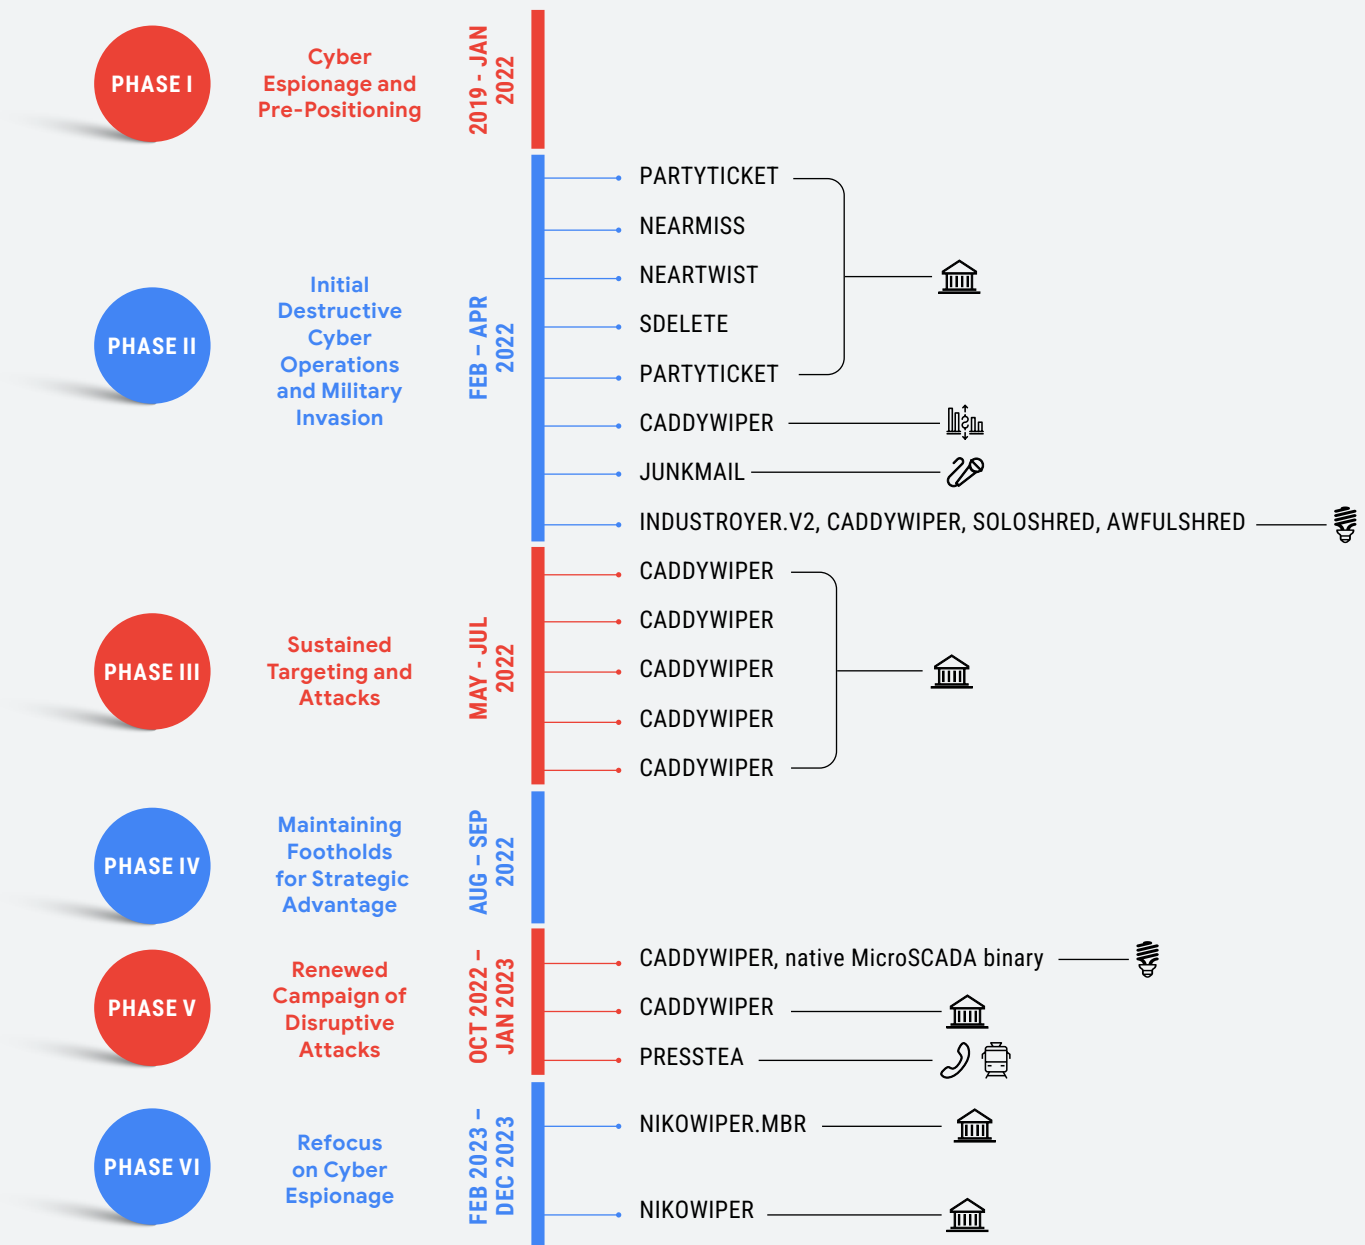 PHASE I
Cyber
Espionage and
Pre-Positioning
2019 - JAN
2022
PHASE II
Initial
Destructive
Cyber
Operations
and Military
Invasion
FEB – APR
2022
PARTYTICKET
NEARMISS
NEARTWIST
SDELETE
PARTYTICKET
CADDYWIPER
JUNKMAIL
INDUSTROYER.V2, CADDYWIPER, SOLOSHRED, AWFULSHRED
PHASE III
Sustained
Targeting and
Attacks
MAY - JUL
2022
CADDYWIPER
CADDYWIPER
CADDYWIPER
CADDYWIPER
CADDYWIPER
PHASE IV
Maintaining
Footholds
for Strategic
Advantage
AUG – SEP
2022
PHASE V
Renewed
Campaign of
Disruptive
Attacks
OCT 2022 –
JAN 2023
CADDYWIPER, native MicroSCADA binary
CADDYWIPER
PRESSTEA
PHASE VI
Refocus
on Cyber
Espionage
FEB 2023 –
DEC 2023
NIKOWIPER.MBR
NIKOWIPER